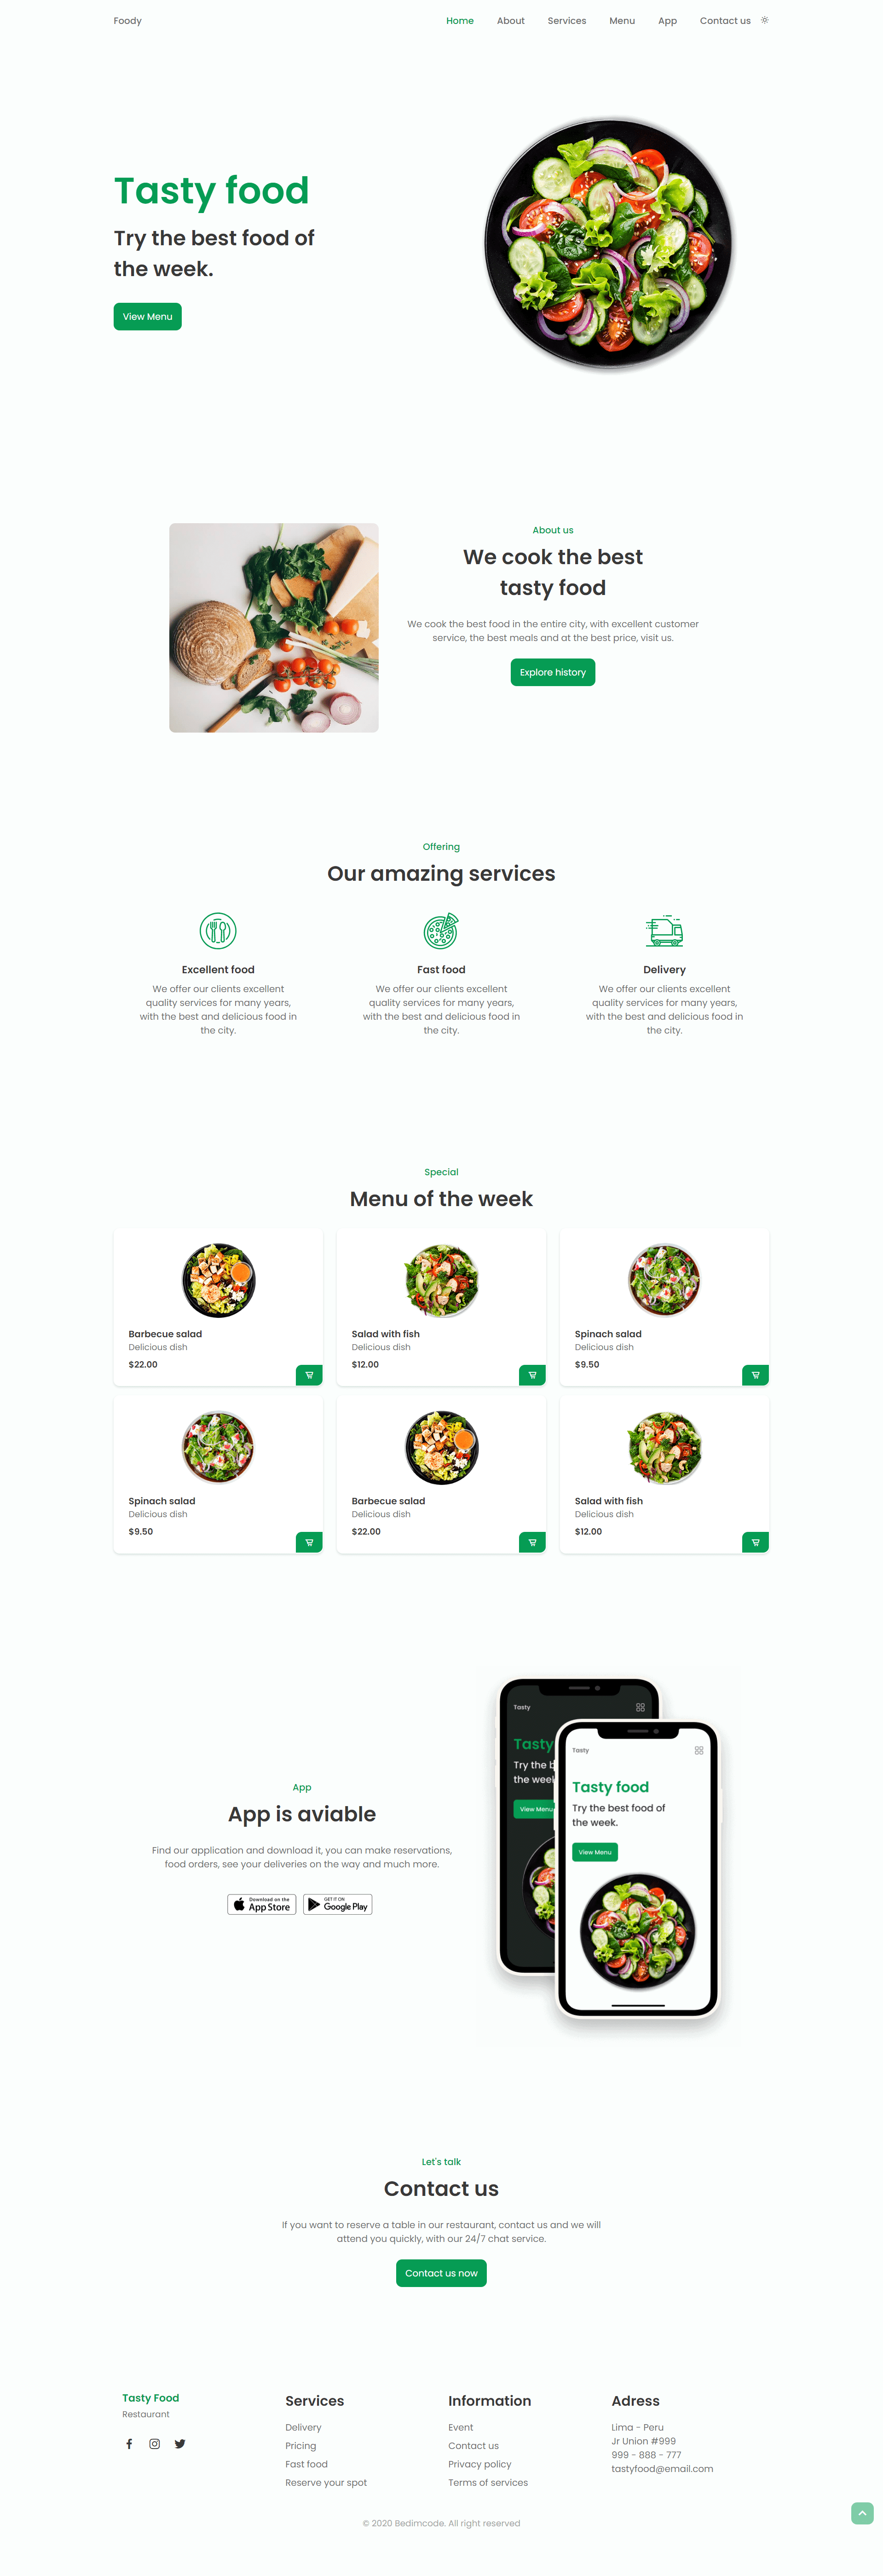 Foody
Home
About
Services
Menu
App
Contact us
Tasty food
Try the best food of
the week.
View Menu
About us
We cook the best
tasty food
We cook the best food in the entire city, with excellent customer
service, the best meals and at the best price, visit us.
Explore history
Offering
Our amazing services
Excellent food
We offer our clients excellent
quality services for many years,
with the best and delicious food in
the city.
Fast food
We offer our clients excellent
quality services for many years,
with the best and delicious food in
the city.
Delivery
We offer our clients excellent
quality services for many years,
with the best and delicious food in
the city.
Special
Menu of the week
Barbecue salad
Delicious dish
$22.00
Salad with fish
Delicious dish
$12.00
Spinach salad
Delicious dish
$9.50
Spinach salad
Delicious dish
$9.50
Barbecue salad
Delicious dish
$22.00
Salad with fish
Delicious dish
$12.00
App
App is aviable
Find our application and download it, you can make reservations,
food orders, see your deliveries on the way and much more.
Download on the
App Store
GET IT ON
Google Play
Tasty
Tasty
Try the b
the week
View Menu
Tasty
Tasty food
Try the best food of
the week.
View Menu
Let's talk
Contact us
If you want to reserve a table in our restaurant, contact us and we will
attend you quickly, with our 24/7 chat service.
Contact us now
Tasty Food
Restaurant
Services
Delivery
Pricing
Fast food
Reserve your spot
Information
Event
Contact us
Privacy policy
Terms of services
Adress
Lima - Peru
Jr Union #999
999 - 888 - 777
tastyfood@email.com
© 2020 Bedimcode. All right reserved